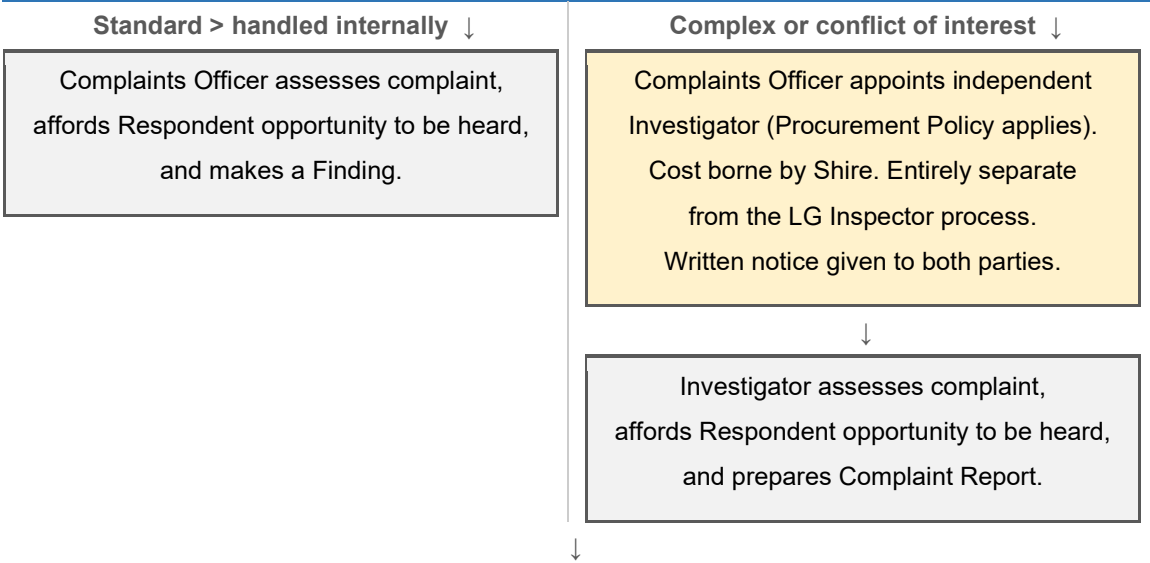 Standard > handled internally ↓
Complaints Officer assesses complaint,
affords Respondent opportunity to be heard,
and makes a Finding.
Complex or conflict of interest ↓
Complaints Officer appoints independent
Investigator (Procurement Policy applies).
Cost borne by Shire. Entirely separate
from the LG Inspector process.
Written notice given to both parties.
↓
Investigator assesses complaint,
affords Respondent opportunity to be heard,
and prepares Complaint Report.
↓